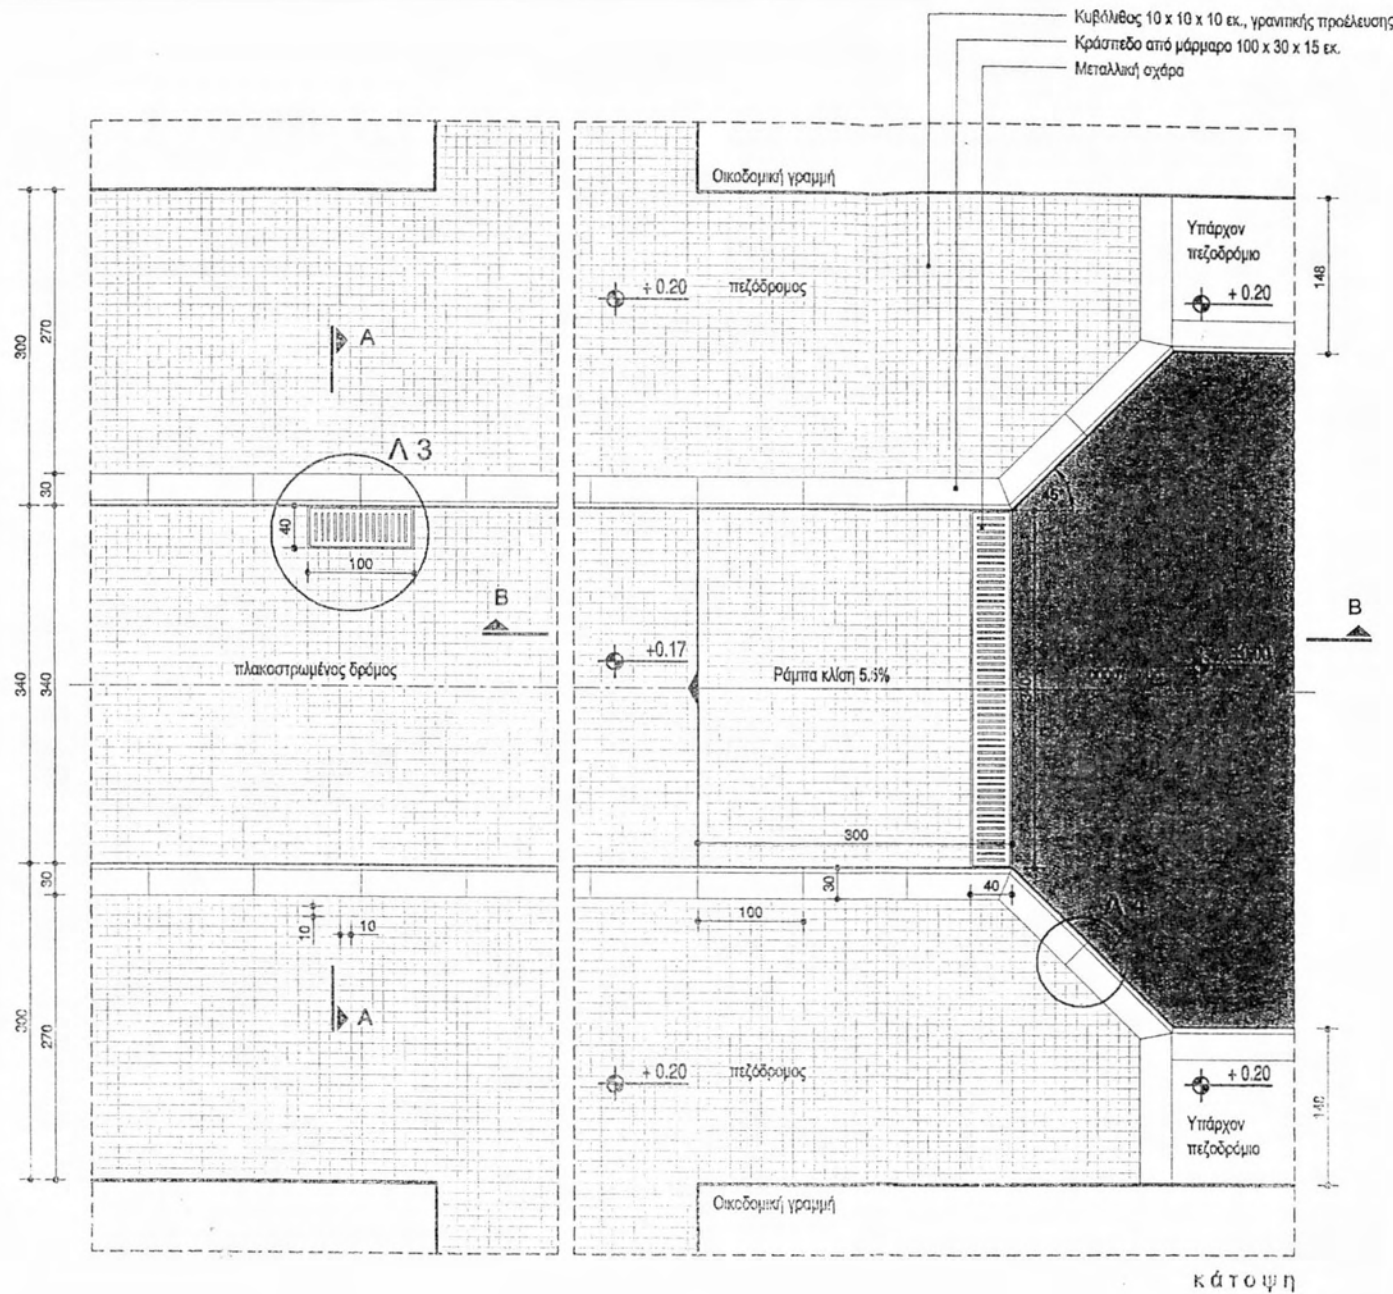 Κυβόλιθος 10 x 10 x 10 εκ., γρανιτικής προέλευσης
Κράσπεδο από μάρμαρο 100 x 30 x 15 εκ.
Μεταλλική σχάρα
Οικοδομική γραμμή
Υπάρχον
πεζοδρόμιο
+ 0.20
148
+ 0.20
πεζόδρομος
300
270
A
Λ 3
30
40
100
B
B
+0.17
πλακοστρωμένος δρόμος
Ράμπα κλίση 5.6%
340
340
300
30
30
40
100
10
10
A
300
270
+ 0.20
πεζόδρομος
+ 0.20
Υπάρχον
πεζοδρόμιο
Οικοδομική γραμμή
κάτοψη